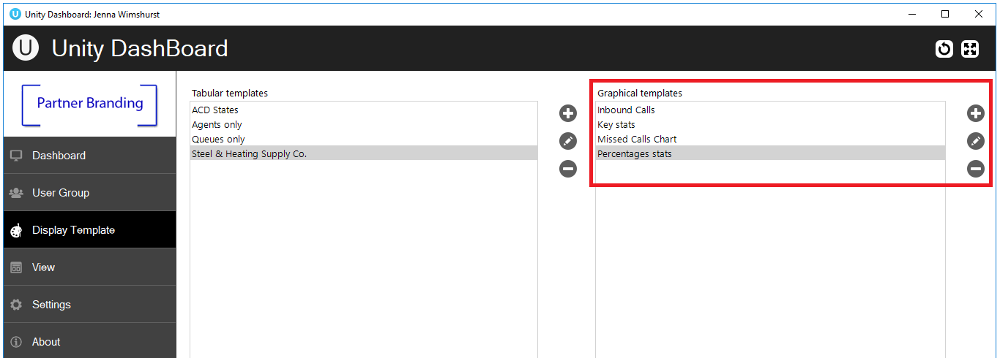 Unity Dashboard: Jenna Wimshurst
U Unity DashBoard
Partner Branding
Dashboard
User Group
Display Template
View
Settings
About
Tabular templates
ACD States
Agents only
Queues only
Steel & Heating Supply Co.
Graphical templates
Inbound Calls
Key stats
Missed Calls Chart
Percentages stats